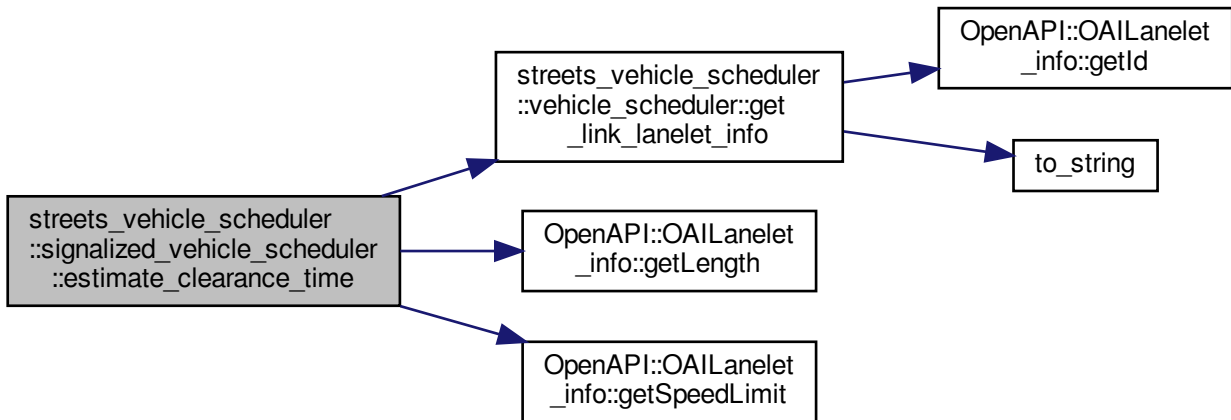 streets_vehicle_scheduler
::signalized_vehicle_scheduler
::estimate_clearance_time
streets_vehicle_scheduler
::vehicle_scheduler::get
_link_lanelet_info
OpenAPI::OAILanelet
_info::getId
to_string
OpenAPI::OAILanelet
_info::getLength
OpenAPI::OAILanelet
_info::getSpeedLimit